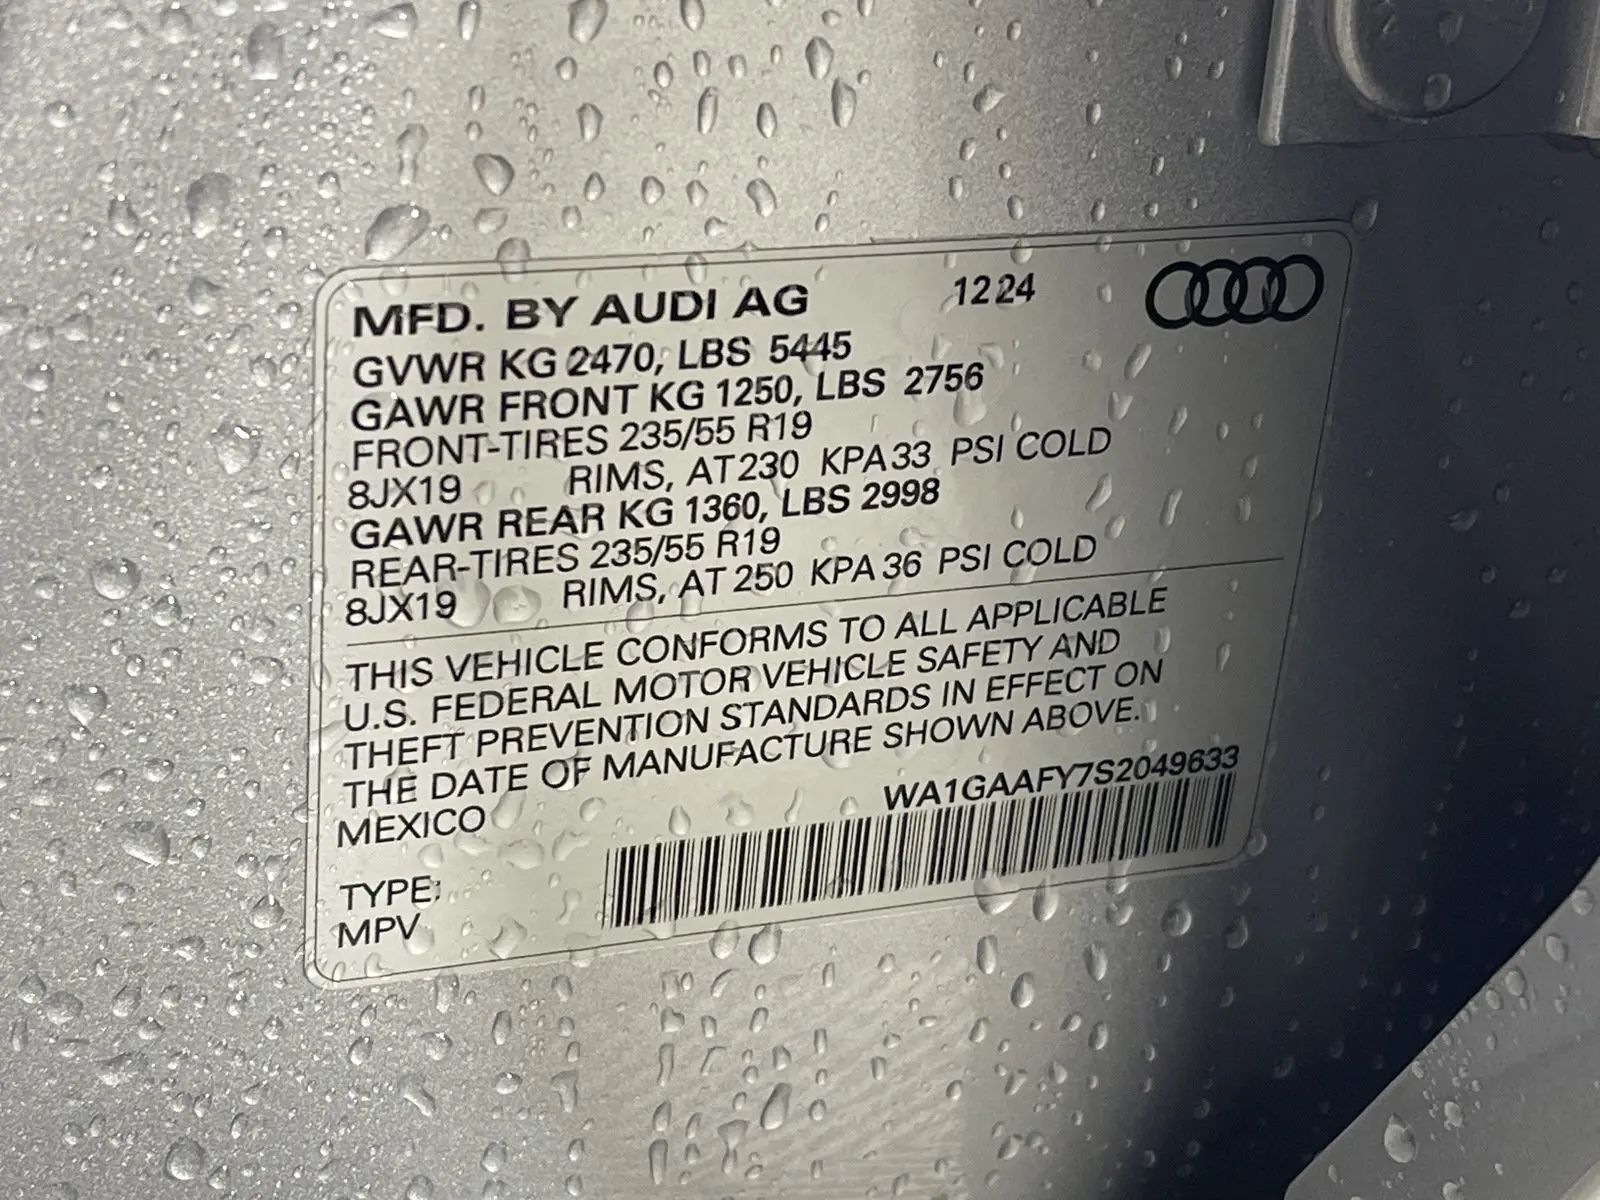 MFD. BY AUDI AG 1224
GVWR KG 2470, LBS 5445
GAWR FRONT KG 1250, LBS 2756
FRONT-TIRES 235/55 R19
8JX19 RIMS, AT 230 KPA 33 PSI COLD
GAWR REAR KG 1360, LBS 2998
REAR-TIRES 235/55 R19
8JX19 RIMS, AT 250 KPA 36 PSI COLD
THIS VEHICLE CONFORMS TO ALL APPLICABLE
U.S. FEDERAL MOTOR VEHICLE SAFETY AND
THEFT PREVENTION STANDARDS IN EFFECT ON
THE DATE OF MANUFACTURE SHOWN ABOVE.
MEXICO WA1GAAFY7S2049633
TYPE:
MPV